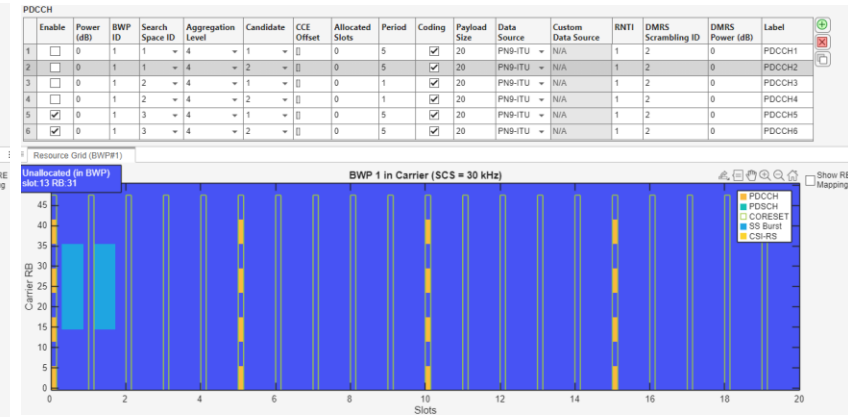 PDCCH
Enable Power (dB) BWP ID Search Space ID Aggregation Level Candidate CCE Offset Allocated Slots Period Coding Payload Size Data Source Custom Data Source RNTI DMRS Scrambling ID DMRS Power (dB) Label
1 0 1 1 4 1 [] 0 5 20 PN9-ITU N/A 1 2 0 PDCCH1
2 0 1 1 4 2 [] 0 5 20 PN9-ITU N/A 1 2 0 PDCCH2
3 0 1 2 4 1 [] 0 1 20 PN9-ITU N/A 1 2 0 PDCCH3
4 0 1 2 4 2 [] 0 1 20 PN9-ITU N/A 1 2 0 PDCCH4
5 0 1 3 4 1 [] 0 5 20 PN9-ITU N/A 1 2 0 PDCCH5
6 0 1 3 4 2 [] 0 5 20 PN9-ITU N/A 1 2 0 PDCCH6
Resource Grid (BWP#1)
Unallocated (in BWP)
slot:13 RB:31
BWP 1 in Carrier (SCS = 30 kHz)
Show RE
Mapping
PDCCH
PDSCH
CORESET
SS Burst
CSI-RS
Carrier RB
45
40
35
30
25
20
15
10
5
0
0 2 4 6 8 10 12 14 16 18 20
Slots